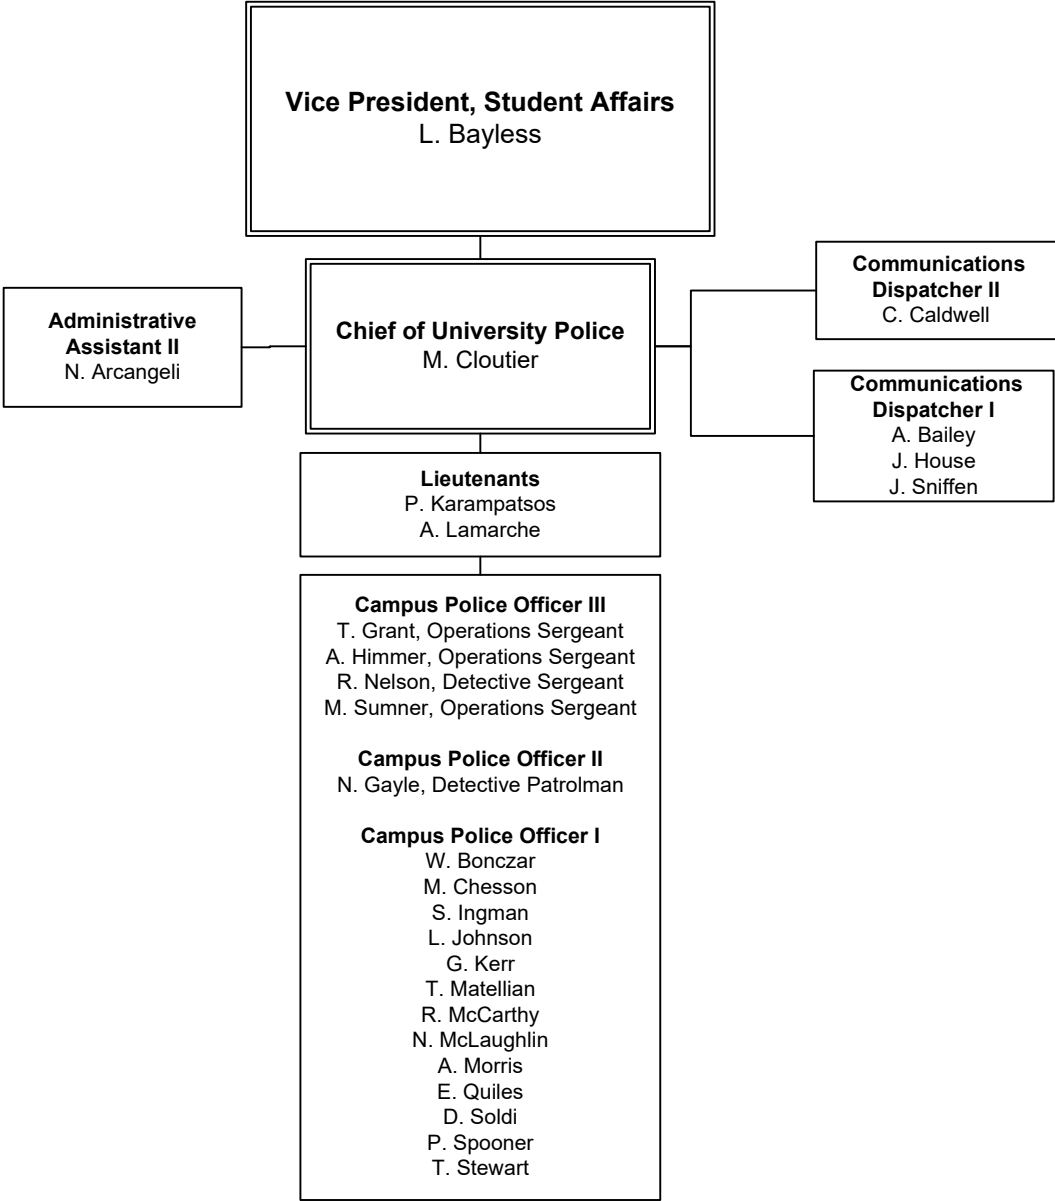 Vice President, Student Affairs
L. Bayless
Communications
Dispatcher II
C. Caldwell
Administrative
Assistant II
N. Arcangeli
Chief of University Police
M. Cloutier
Communications
Dispatcher I
A. Bailey
J. House
J. Sniffen
Lieutenants
P. Karampatsos
A. Lamarche
Campus Police Officer III
T. Grant, Operations Sergeant
A. Himmer, Operations Sergeant
R. Nelson, Detective Sergeant
M. Sumner, Operations Sergeant
Campus Police Officer II
N. Gayle, Detective Patrolman
Campus Police Officer I
W. Bonczar
M. Chesson
S. Ingman
L. Johnson
G. Kerr
T. Matellian
R. McCarthy
N. McLaughlin
A. Morris
E. Quiles
D. Soldi
P. Spooner
T. Stewart